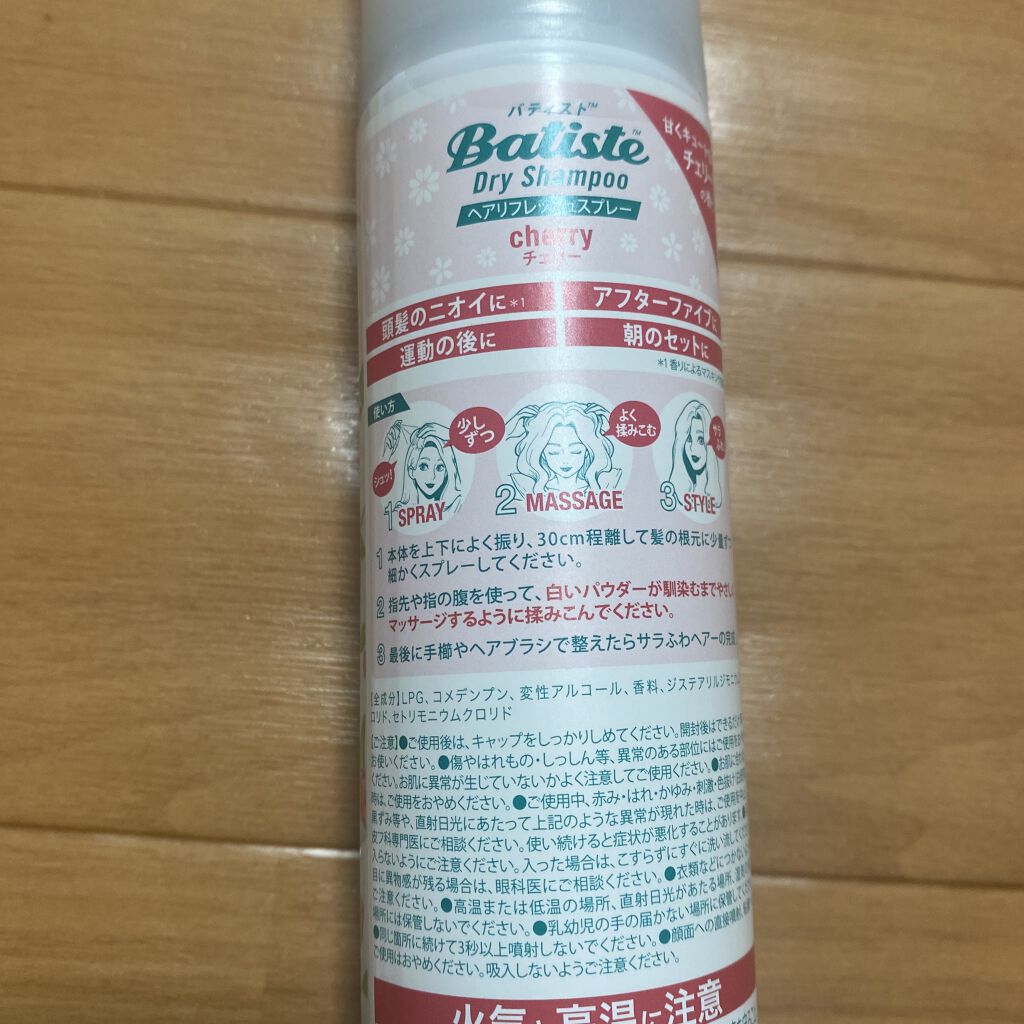 バティスト™
Batiste™
Dry Shampoo
ヘアリフレッシュスプレー
cherry
チェリー
甘くキュート
チェリー
の香
頭髪のニオイに*1
アフターファイブに
運動の後に
朝のセットに
*1 香りによるマスキング
使い方
シュッ!
少し
ずつ
よく
揉みこむ
サラ
ふわ
1 SPRAY
2 MASSAGE
3 STYLE
1 本体を上下によく振り、30cm程離して髪の根元に少量ずつ
細かくスプレーしてください。
2 指先や指の腹を使って、白いパウダーが馴染むまでやさしく
マッサージするように揉みこんでください。
3 最後に手櫛やヘアブラシで整えたらサラふわヘアーの完成
【全成分】LPG、コメデンプン、変性アルコール、香料、ジステアリルジモニウム
ロリド、セトリモニウムクロリド
【ご注意】●ご使用後は、キャップをしっかりしめてください。開封後はできるだけ
お使いください。●傷やはれもの・しっしん等、異常のある部位にはご使用を
ください。お肌に異常が生じていないかよく注意してご使用ください。●お肌に
時は、ご使用をおやめください。●ご使用中、赤み・はれ・かゆみ・刺激・色抜け
黒ずみ等や、直射日光にあたって上記のような異常が現れた時は、ご使用を
皮フ科専門医にご相談ください。使い続けると症状が悪化することがあります。
入らないようにご注意ください。入った場合は、こすらずにすぐに洗い流して
目に異物感が残る場合は、眼科医にご相談ください。●衣類などにつかない
ご注意ください。●高温または低温の場所、直射日光があたる場所、
場所には保管しないでください。●乳幼児の手の届かない場所に保管して
●同じ箇所に続けて3秒以上噴射しないでください。●顔面への直接噴射、
ご使用はおやめください。吸入しないようご注意ください。
火気と高温に注意